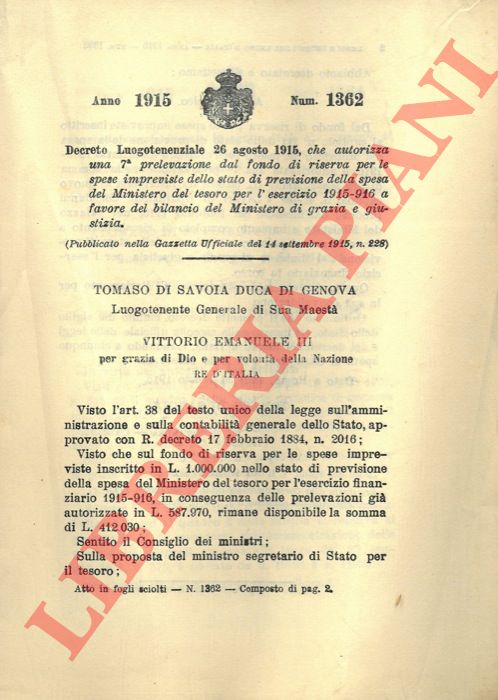 Anno 1915 Num. 1362
Decreto Luogotenenziale 26 agosto 1915, che autorizza
una 7ª prelevazione dal fondo di riserva per le
spese impreviste dello stato di previsione della spesa
del Ministero del tesoro per l'esercizio 1915-916 a
favore del bilancio del Ministero di grazia e giu-
stizia.
(Pubblicato nella Gazzetta Ufficiale del 14 settembre 1915, n. 228)
TOMASO DI SAVOIA DUCA DI GENOVA
Luogotenente Generale di Sua Maestà
VITTORIO EMANUELE III
per grazia di Dio e per volontà della Nazione
RE D'ITALIA
Visto l'art. 38 del testo unico della legge sull'ammi-
nistrazione e sulla contabilità generale dello Stato, ap-
provato con R. decreto 17 febbraio 1884, n. 2016;
Visto che sul fondo di riserva per le spese impre-
viste inscritto in L. 1.000.000 nello stato di previsione
della spesa del Ministero del tesoro per l'esercizio finan-
ziario 1915-916, in conseguenza delle prelevazioni già
autorizzate in L. 587.970, rimane disponibile la somma
di L. 412.030;
Sentito il Consiglio dei ministri;
Sulla proposta del ministro segretario di Stato per
il tesoro;
Atto in fogli sciolti — N. 1362 — Composto di pag. 2.
LIBRERIA PIANI